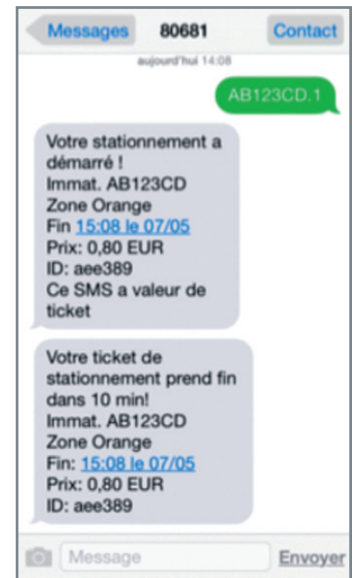 Messages 80681 Contact
aujourd'hui 14:08
AB123CD.1
Votre stationnement a
démarré !
Immat. AB123CD
Zone Orange
Fin 15:08 le 07/05
Prix: 0,80 EUR
ID: aee389
Ce SMS a valeur de
ticket
Votre ticket de
stationnement prend fin
dans 10 min!
Immat. AB123CD
Zone Orange
Fin: 15:08 le 07/05
Prix: 0,80 EUR
ID: aee389
Message Envoyer